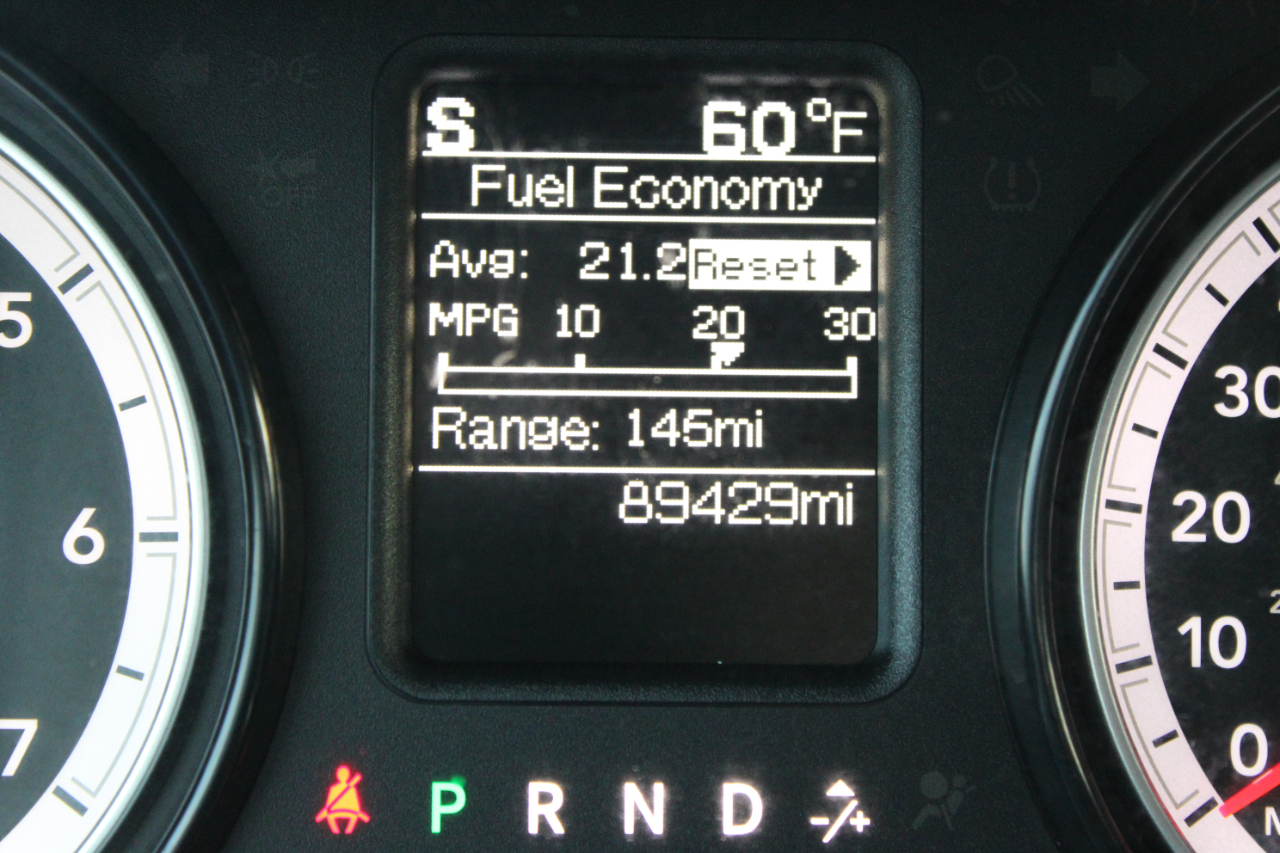 S 60°F
Fuel Economy
Avg: 21.2 Reset
MPG 10 20 30
Range: 145mi
89429mi
5
6
7
30
20
10
0
P R N D -/+